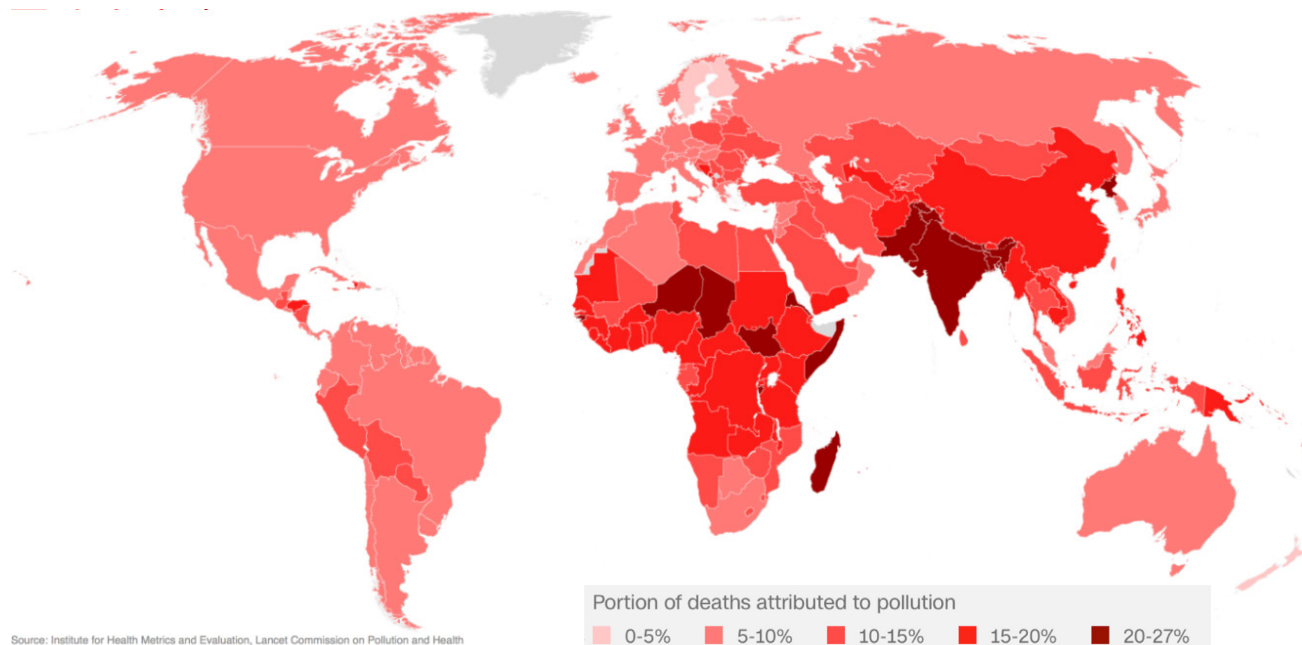 Portion of deaths attributed to pollution
0-5% 5-10% 10-15% 15-20% 20-27%
Source: Institute for Health Metrics and Evaluation, Lancet Commission on Pollution and Health